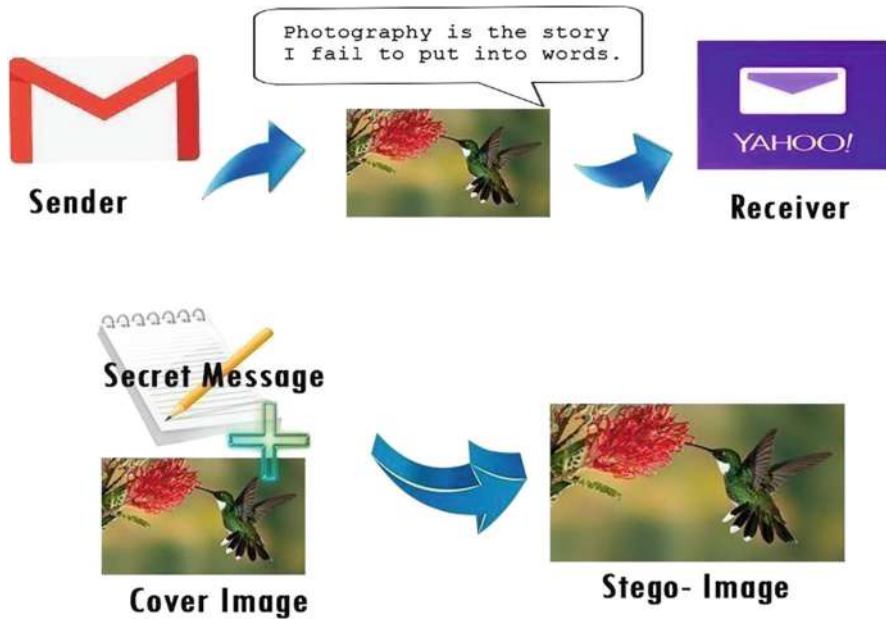 Photography is the story
I fail to put into words.
YAHOO!
Sender
Receiver
Secret Message
Cover Image
Stego- Image